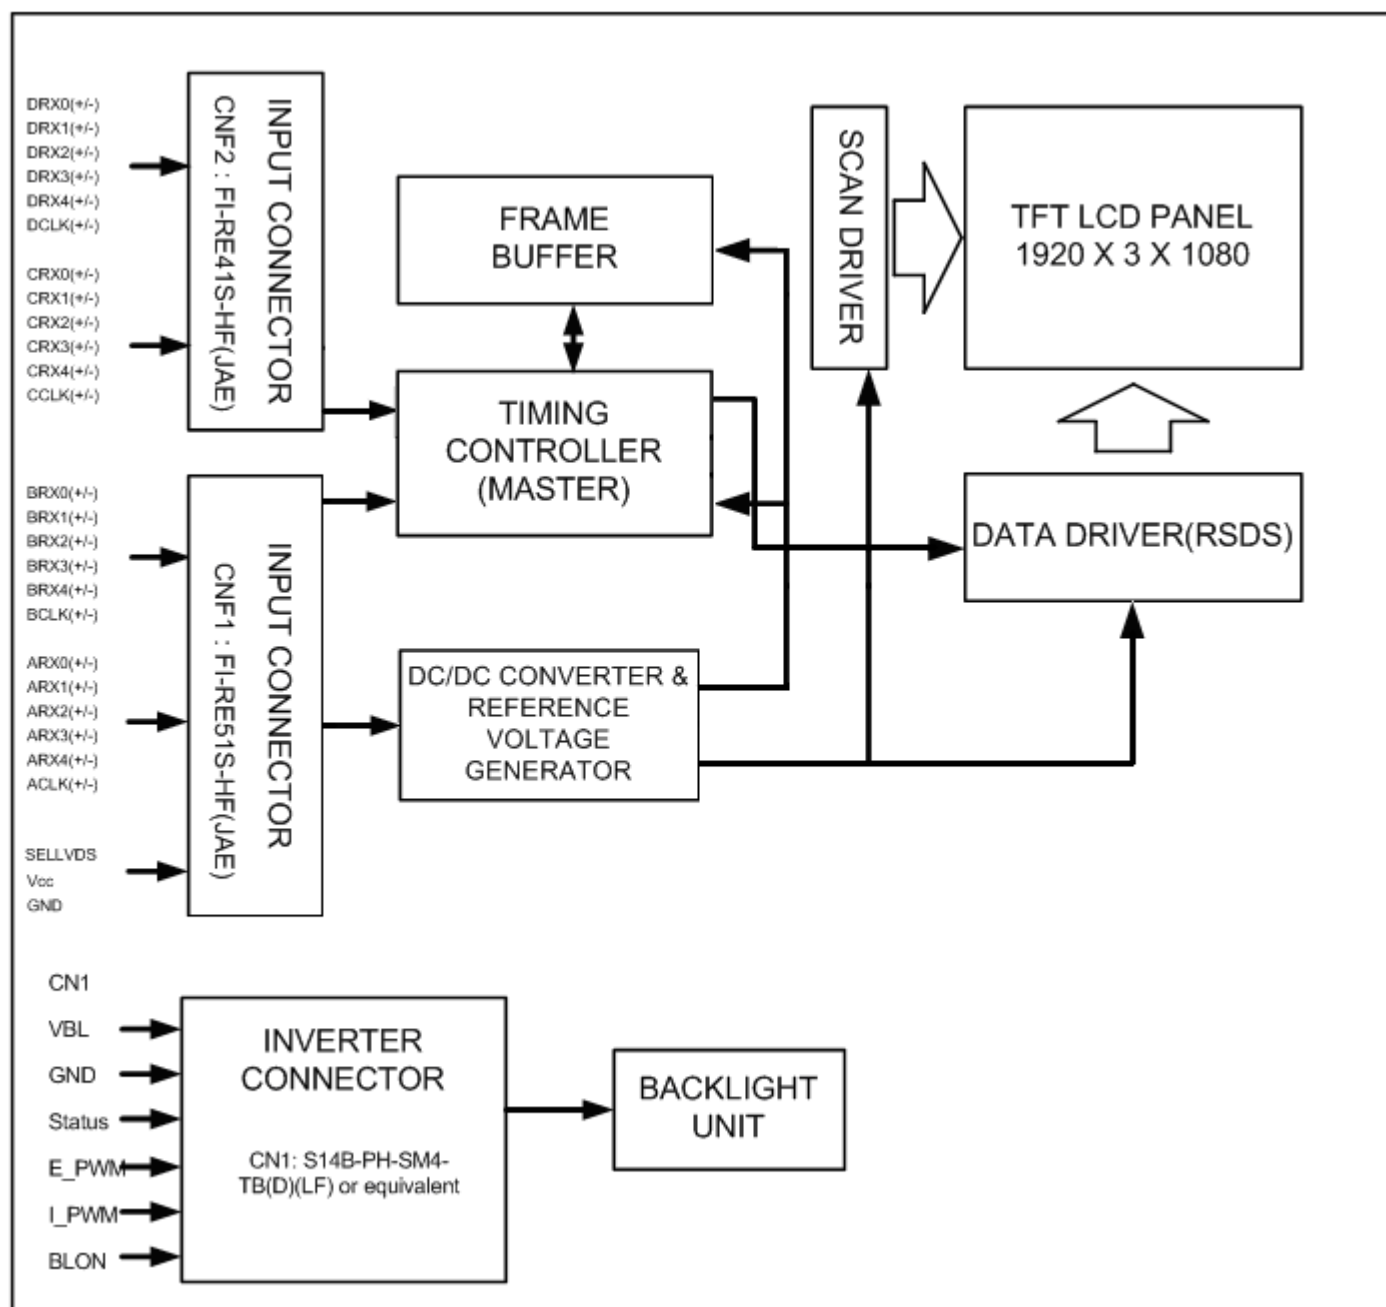 DRX0(+/-)
DRX1(+/-)
DRX2(+/-)
DRX3(+/-)
DRX4(+/-)
DCLK(+/-)
CRX0(+/-)
CRX1(+/-)
CRX2(+/-)
CRX3(+/-)
CRX4(+/-)
CCLK(+/-)
INPUT CONNECTOR
CNF2 : FI-RE41S-HF(JAE)
FRAME
BUFFER
TIMING
CONTROLLER
(MASTER)
SCAN DRIVER
TFT LCD PANEL
1920 X 3 X 1080
DATA DRIVER(RSDS)
BRX0(+/-)
BRX1(+/-)
BRX2(+/-)
BRX3(+/-)
BRX4(+/-)
BCLK(+/-)
ARX0(+/-)
ARX1(+/-)
ARX2(+/-)
ARX3(+/-)
ARX4(+/-)
ACLK(+/-)
SELLVDS
Vcc
GND
INPUT CONNECTOR
CNF1 : FI-RE51S-HF(JAE)
DC/DC CONVERTER &
REFERENCE
VOLTAGE
GENERATOR
CN1
VBL
GND
Status
E_PWM
I_PWM
BLON
INVERTER
CONNECTOR
CN1: S14B-PH-SM4-
TB(D)(LF) or equivalent
BACKLIGHT
UNIT